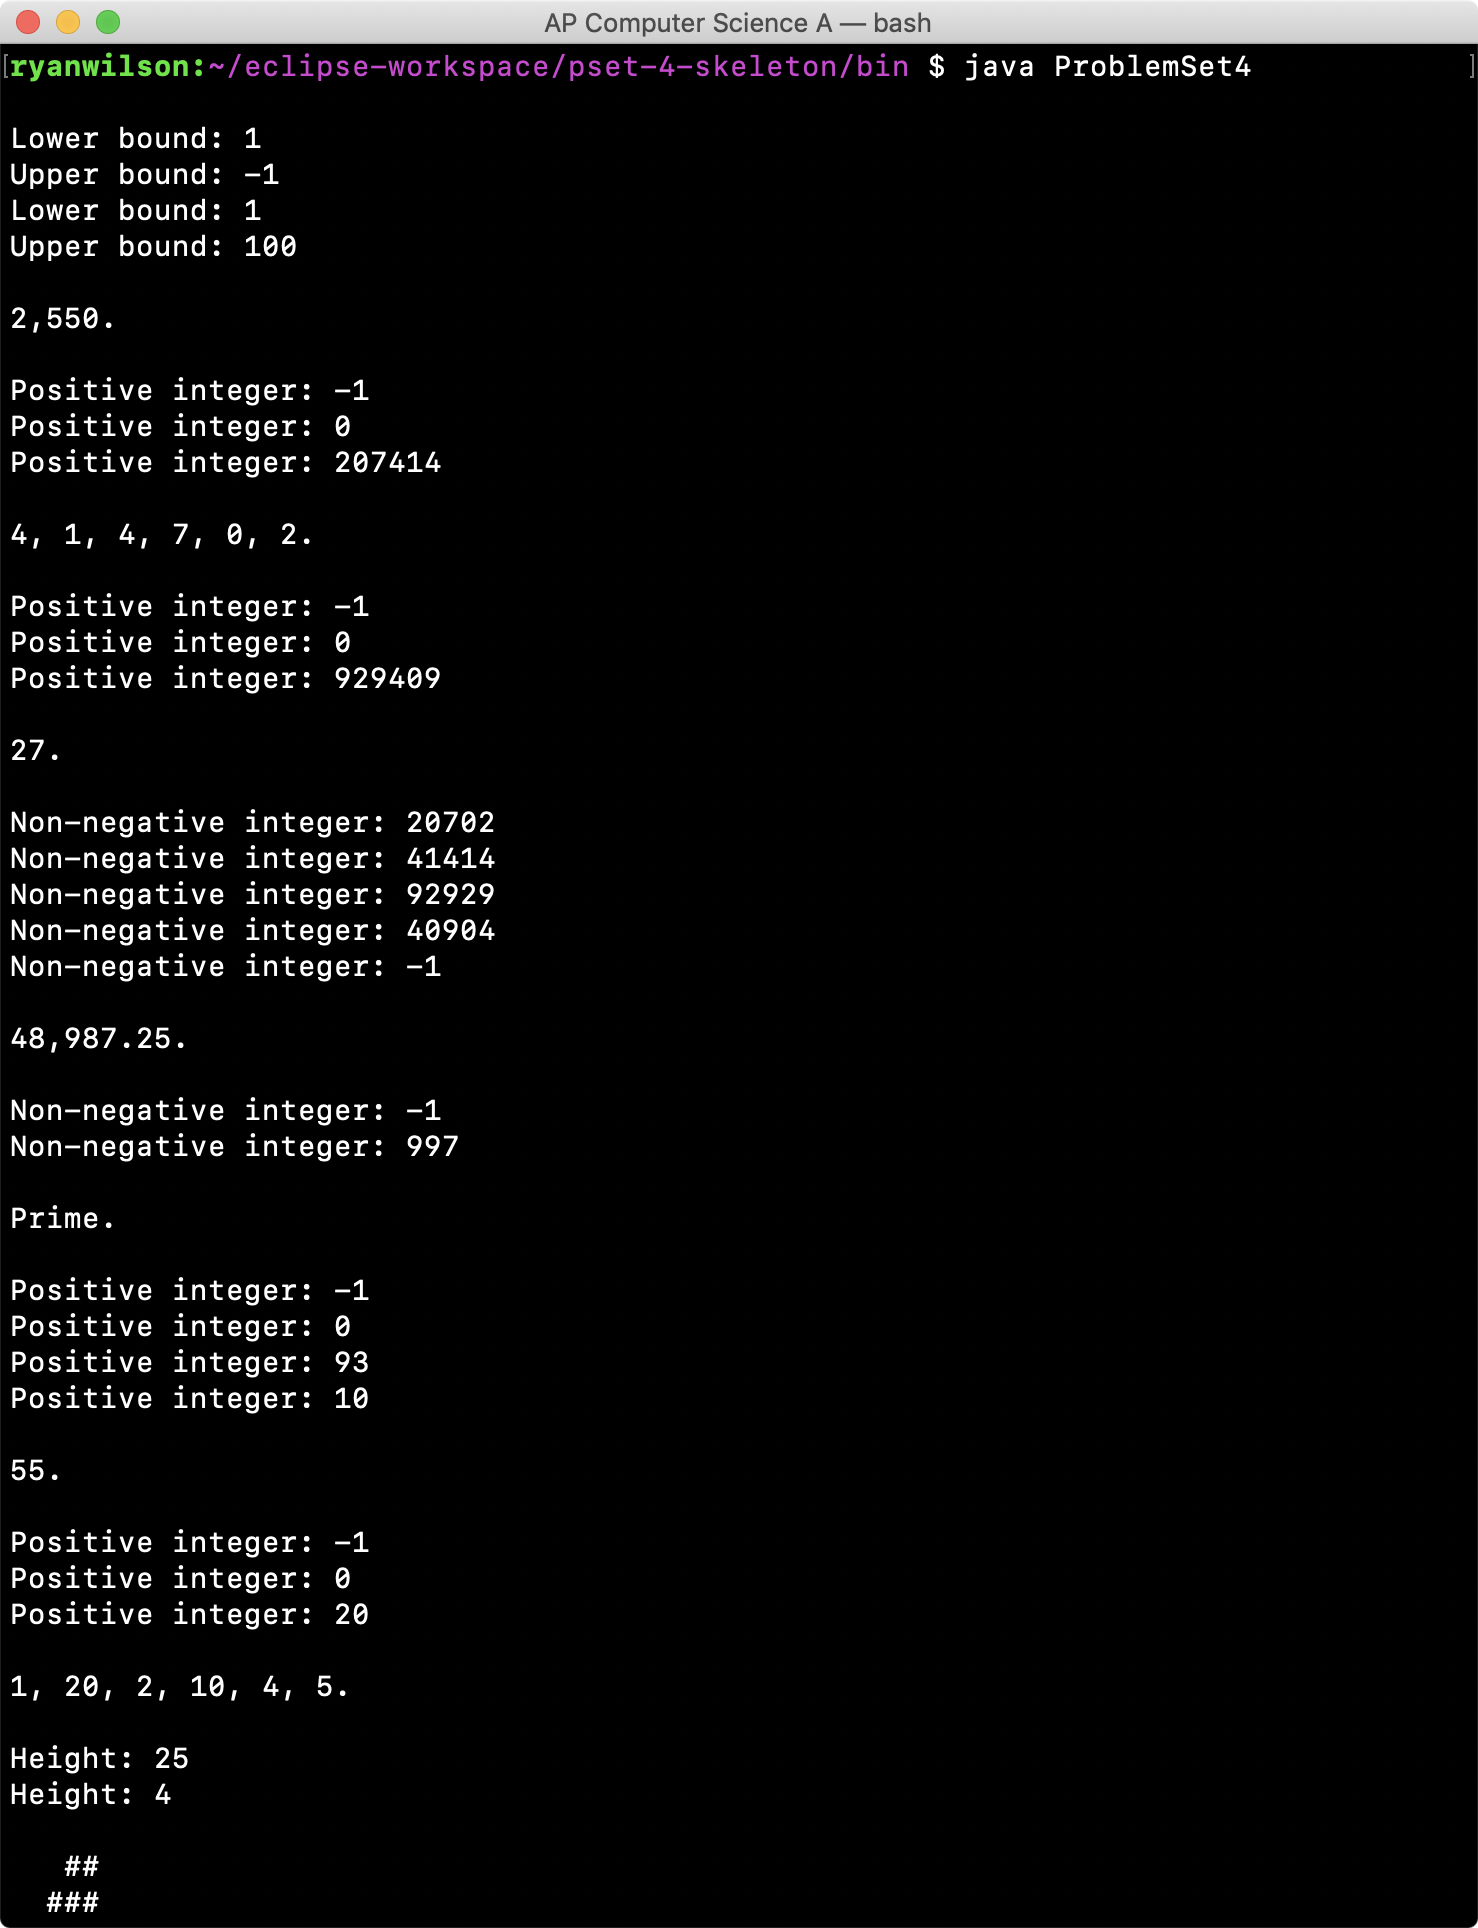 AP Computer Science A — bash
[ryanwilson:~/eclipse-workspace/pset-4-skeleton/bin $ java ProblemSet4 ]
Lower bound: 1
Upper bound: -1
Lower bound: 1
Upper bound: 100
2,550.
Positive integer: -1
Positive integer: 0
Positive integer: 207414
4, 1, 4, 7, 0, 2.
Positive integer: -1
Positive integer: 0
Positive integer: 929409
27.
Non-negative integer: 20702
Non-negative integer: 41414
Non-negative integer: 92929
Non-negative integer: 40904
Non-negative integer: -1
48,987.25.
Non-negative integer: -1
Non-negative integer: 997
Prime.
Positive integer: -1
Positive integer: 0
Positive integer: 93
Positive integer: 10
55.
Positive integer: -1
Positive integer: 0
Positive integer: 20
1, 20, 2, 10, 4, 5.
Height: 25
Height: 4
   ##
  ###